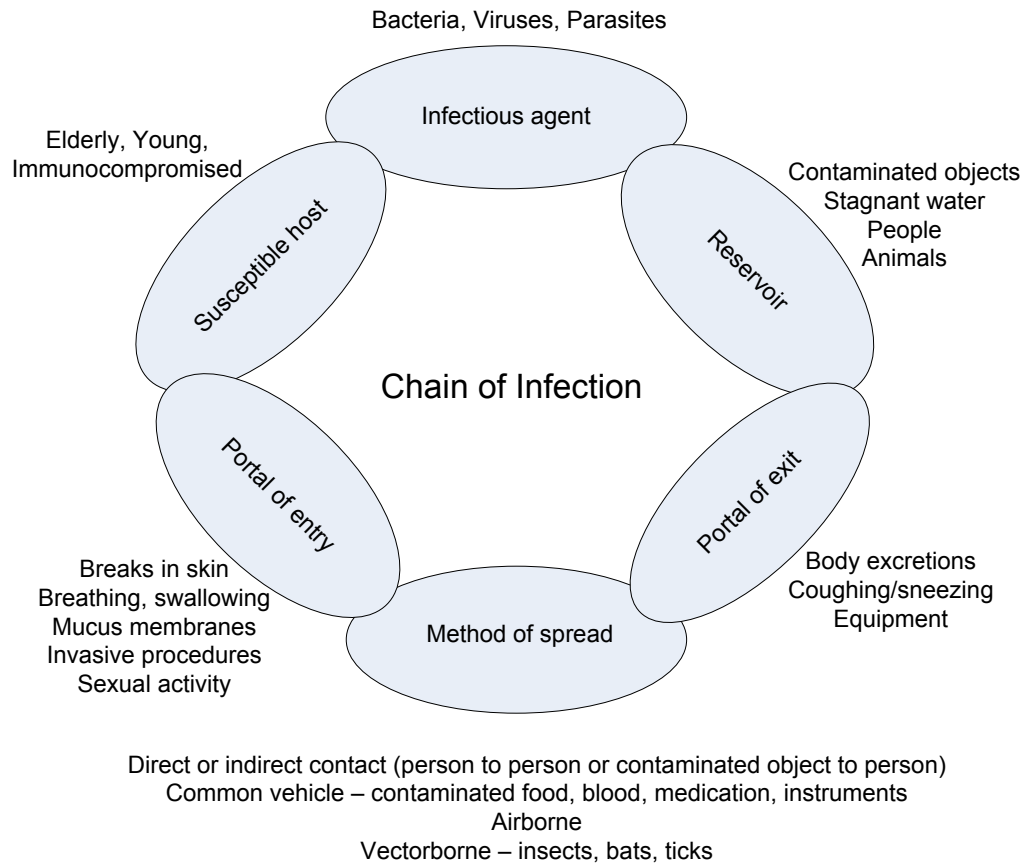 Bacteria, Viruses, Parasites
Infectious agent
Elderly, Young,
Immunocompromised
Susceptible host
Contaminated objects
Stagnant water
People
Animals
Reservoir
Chain of Infection
Portal of entry
Portal of exit
Breaks in skin
Breathing, swallowing
Mucus membranes
Invasive procedures
Sexual activity
Body excretions
Coughing/sneezing
Equipment
Method of spread
Direct or indirect contact (person to person or contaminated object to person)
Common vehicle – contaminated food, blood, medication, instruments
Airborne
Vectorborne – insects, bats, ticks